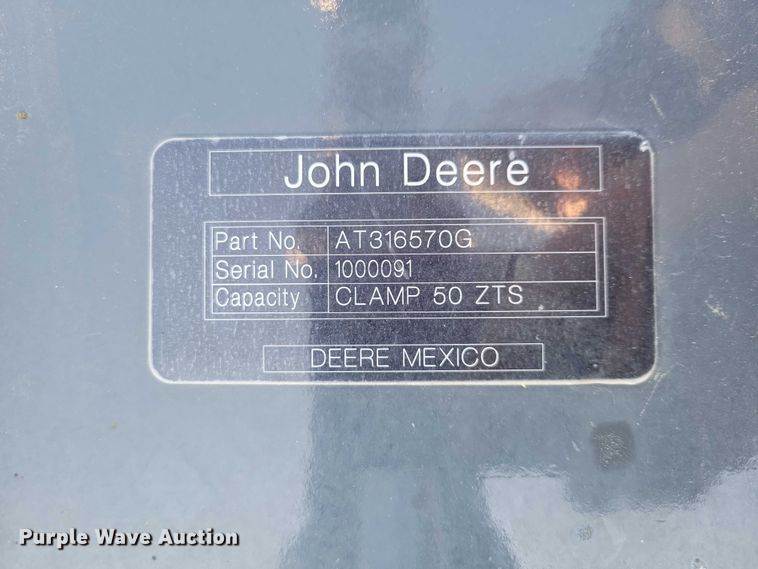 John Deere
Part No. AT316570G
Serial No. 1000091
Capacity CLAMP 50 ZTS
DEERE MEXICO
Purple Wave Auction